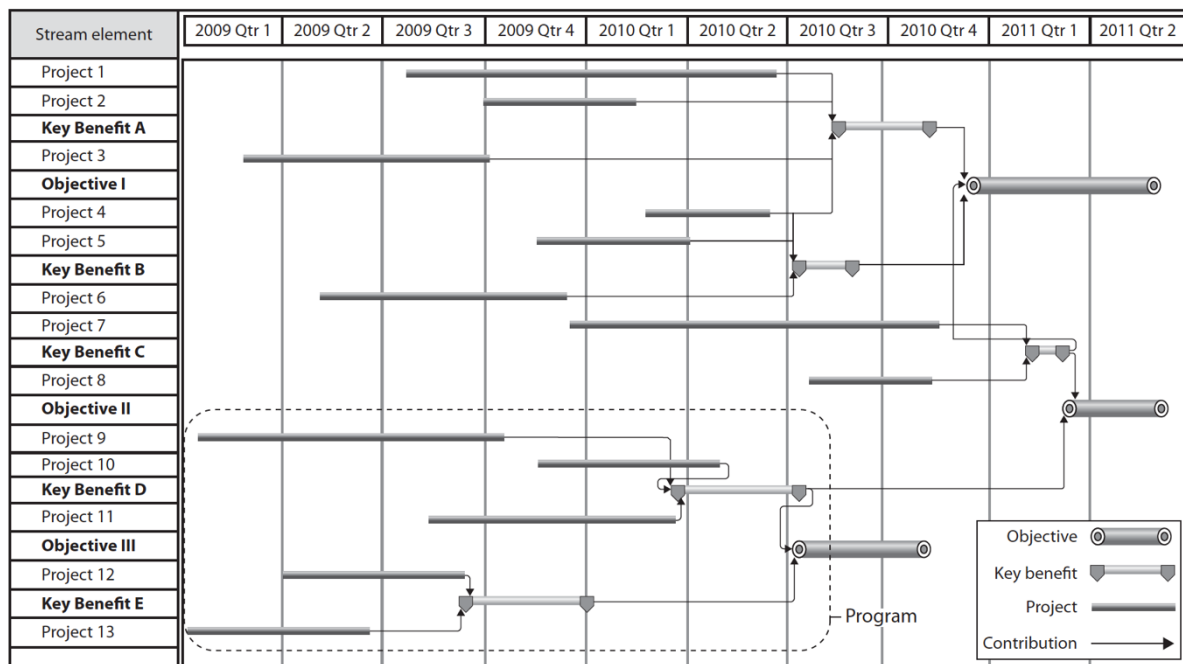 Stream element 2009 Qtr 1 2009 Qtr 2 2009 Qtr 3 2009 Qtr 4 2010 Qtr 1 2010 Qtr 2 2010 Qtr 3 2010 Qtr 4 2011 Qtr 1 2011 Qtr 2
Project 1
Project 2
Key Benefit A
Project 3
Objective I
Project 4
Project 5
Key Benefit B
Project 6
Project 7
Key Benefit C
Project 8
Objective II
Project 9
Project 10
Key Benefit D
Project 11
Objective III
Project 12
Key Benefit E
Project 13
Program
Objective
Key benefit
Project
Contribution